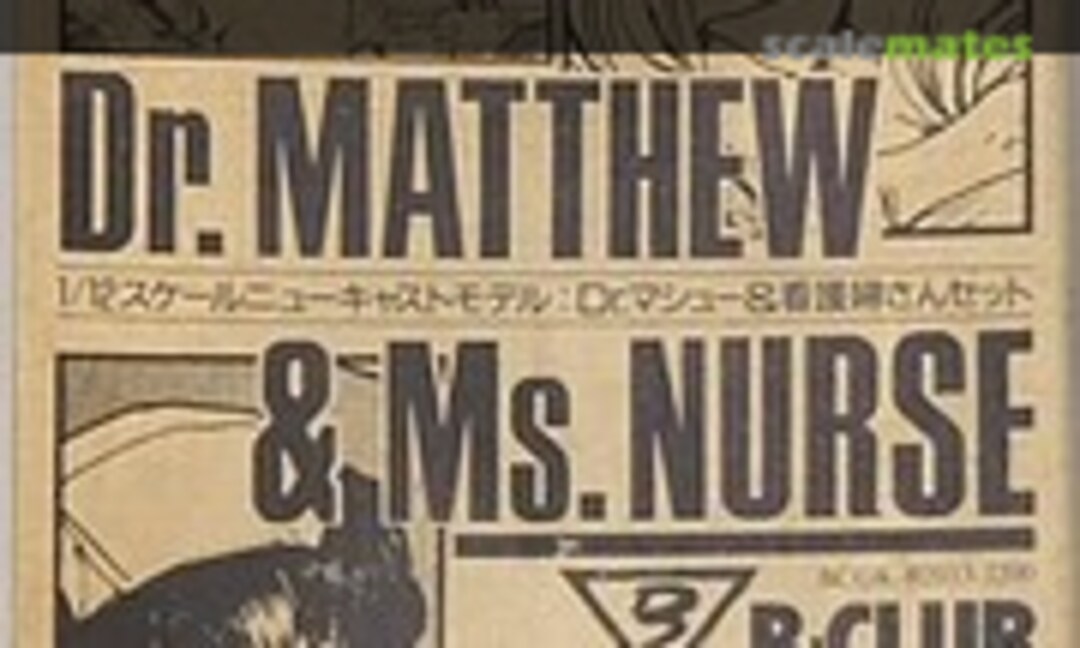 scalemates
Dr. MATTHEW
1/12スケールニューキャストモデル:Dr.マシュー&看護婦さんセット
& Ms. NURSE
B
B-CLUB